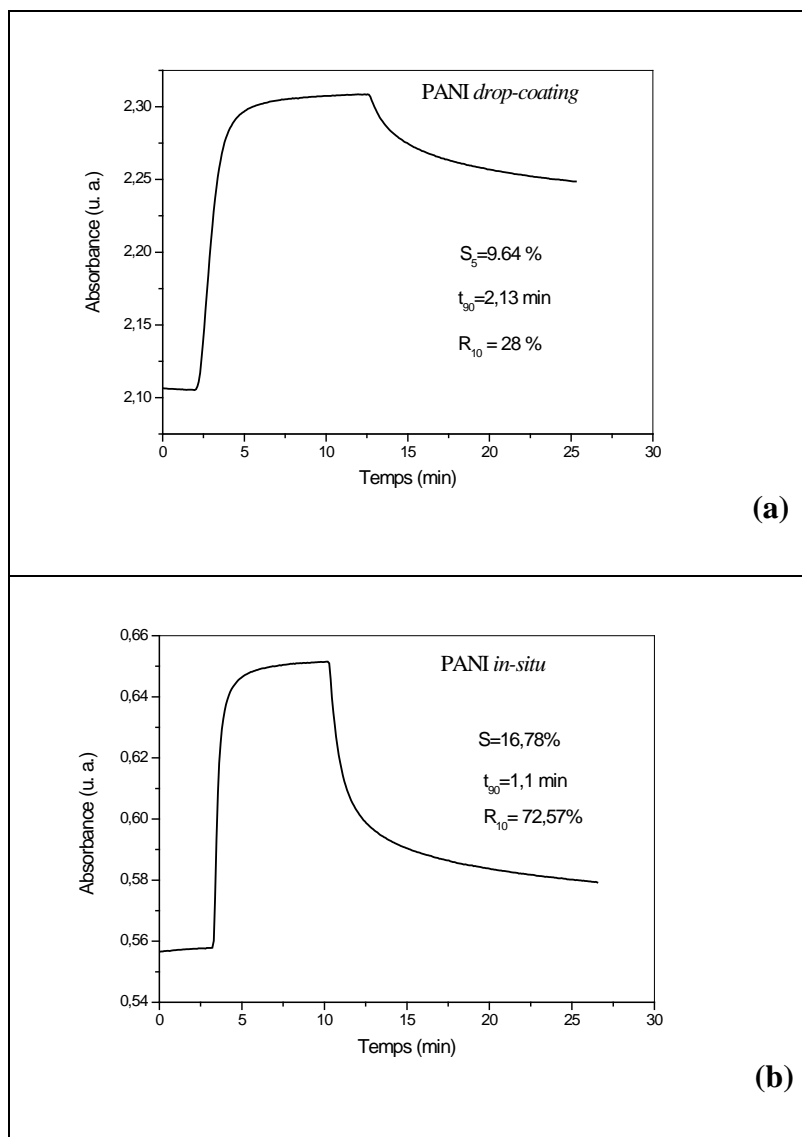 PANI drop-coating
2,30
2,25
2,20
2,15
2,10
Absorbance (u. a.)
S5=9.64 %
t90=2,13 min
R10 = 28 %
0 5 10 15 20 25 30
Temps (min)
(a)
0,66
0,64
0,62
0,60
0,58
0,56
0,54
Absorbance (u. a.)
PANI in-situ
S=16,78%
t90=1,1 min
R10= 72,57%
0 5 10 15 20 25 30
Temps (min)
(b)